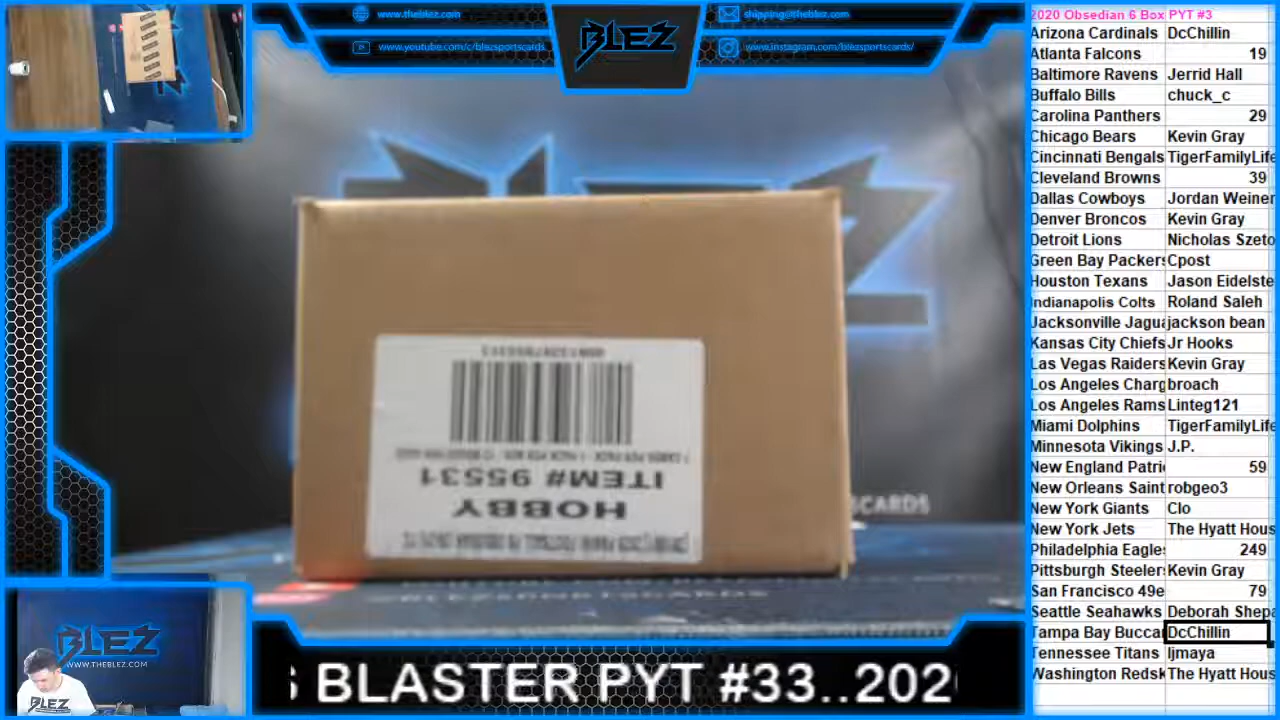 www.theblez.com
BLEZ
shipping@theblez.com
www.youtube.com/c/blezsportscards
www.instagram.com/blezsportscards/
2020 Obsedian 6 Box PYT #3
Arizona Cardinals DcChillin
Atlanta Falcons 19
Baltimore Ravens Jerrid Hall
Buffalo Bills chuck_c
Carolina Panthers 29
Chicago Bears Kevin Gray
Cincinnati Bengals TigerFamilyLife
Cleveland Browns 39
Dallas Cowboys Jordan Weiner
Denver Broncos Kevin Gray
Detroit Lions Nicholas Szeto
Green Bay Packers Cpost
Houston Texans Jason Eidelste
Indianapolis Colts Roland Saleh
Jacksonville Jagua jackson bean
Kansas City Chiefs Jr Hooks
Las Vegas Raiders Kevin Gray
Los Angeles Charg broach
Los Angeles Rams Linteg121
Miami Dolphins TigerFamilyLife
Minnesota Vikings J.P.
New England Patri 59
New Orleans Saint robgeo3
New York Giants Clo
New York Jets The Hyatt Hous
Philadelphia Eagles 249
Pittsburgh Steelers Kevin Gray
San Francisco 49e 79
Seattle Seahawks Deborah Shepa
Tampa Bay Bucca DcChillin
Tennessee Titans ljmaya
Washington Redsk The Hyatt Hous
HOBBY
ITEM# 95531
SCARDS
BLEZ
WWW.THEBLEZ.COM
BLEZ
S BLASTER PYT #33..202